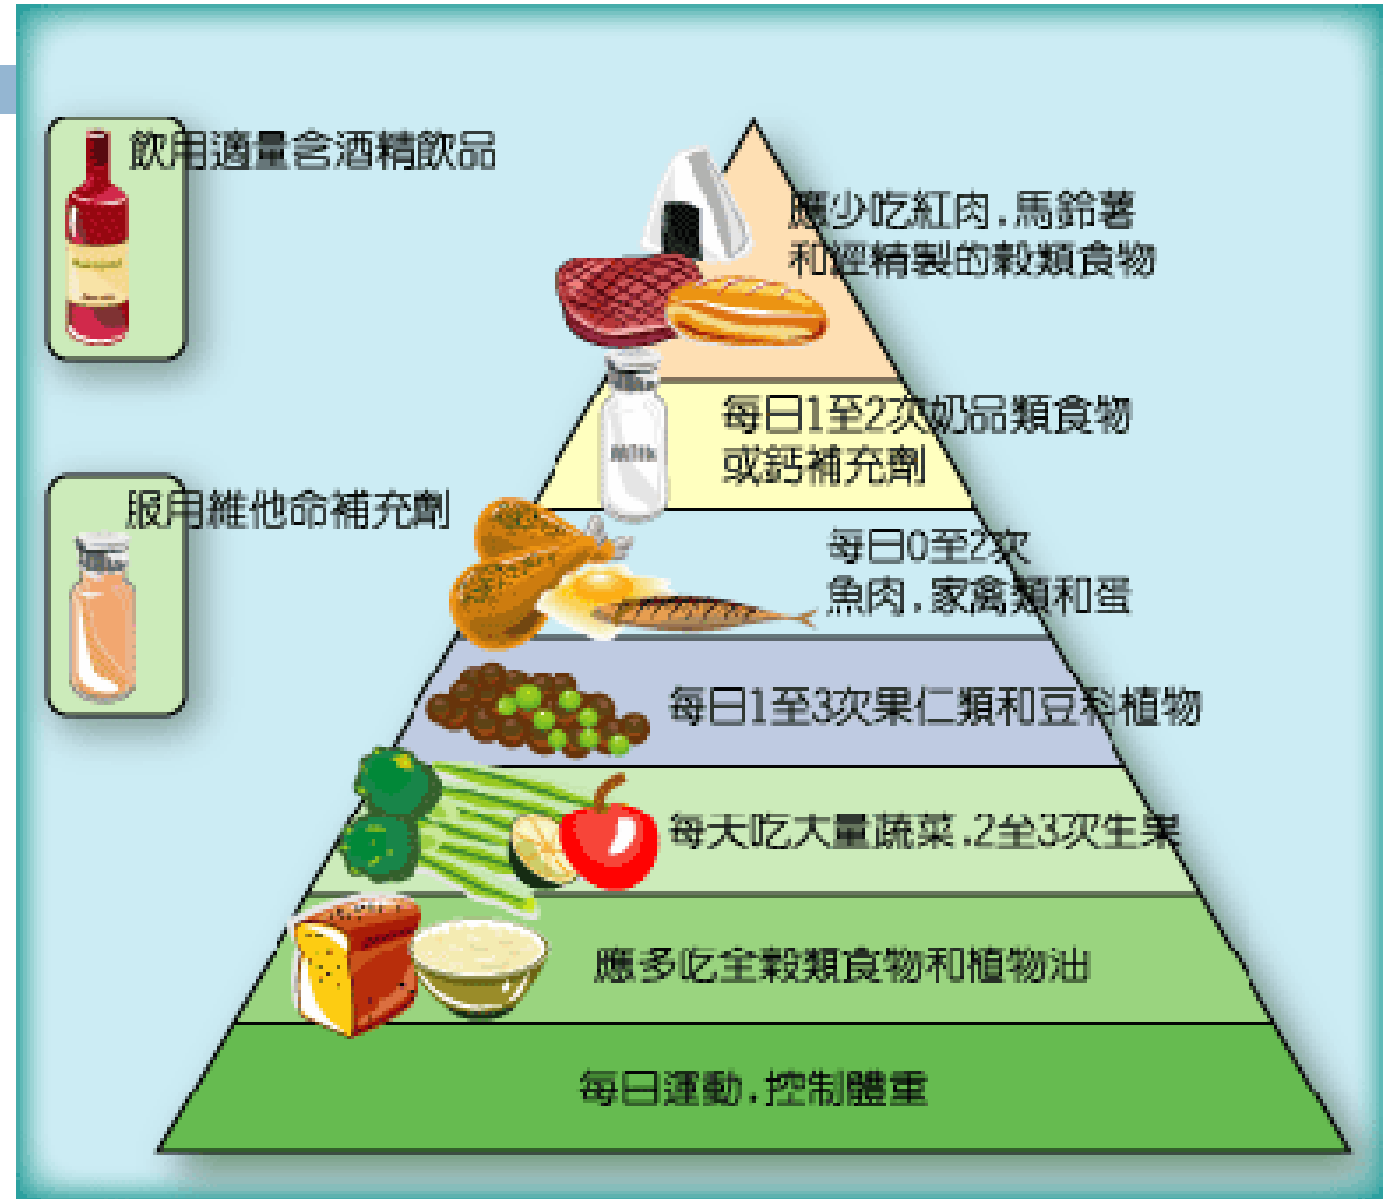 飲用適量含酒精飲品
應少吃紅肉,馬鈴薯
和經精製的穀類食物
每日1至2次奶品類食物
或鈣補充劑
服用維他命補充劑
每日0至2次
魚肉,家禽類和蛋
每日1至3次果仁類和豆科植物
每天吃大量蔬菜,2至3次生果
應多吃全穀類食物和植物油
每日運動,控制體重